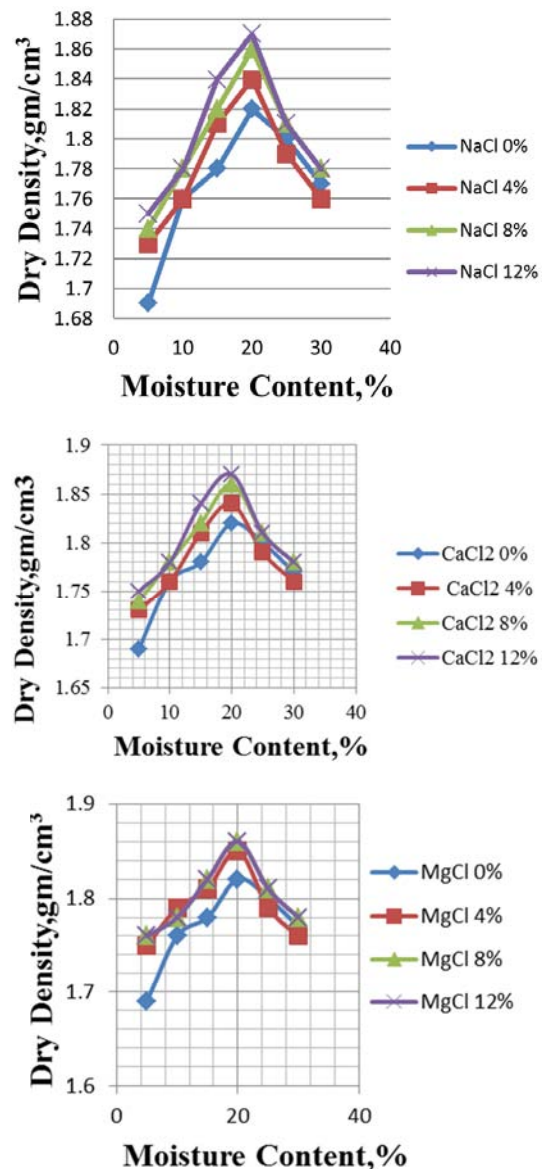 Dry Density,gm/cm³
1.88
1.86
1.84
1.82
1.8
1.78
1.76
1.74
1.72
1.7
1.68
0 10 20 30 40
Moisture Content,%
NaCl 0%
NaCl 4%
NaCl 8%
NaCl 12%
Dry Density,gm/cm3
1.9
1.85
1.8
1.75
1.7
1.65
0 10 20 30 40
Moisture Content,%
CaCl2 0%
CaCl2 4%
CaCl2 8%
CaCl2 12%
Dry Density,gm/cm³
1.9
1.8
1.7
1.6
0 20 40
Moisture Content,%
MgCl 0%
MgCl 4%
MgCl 8%
MgCl 12%